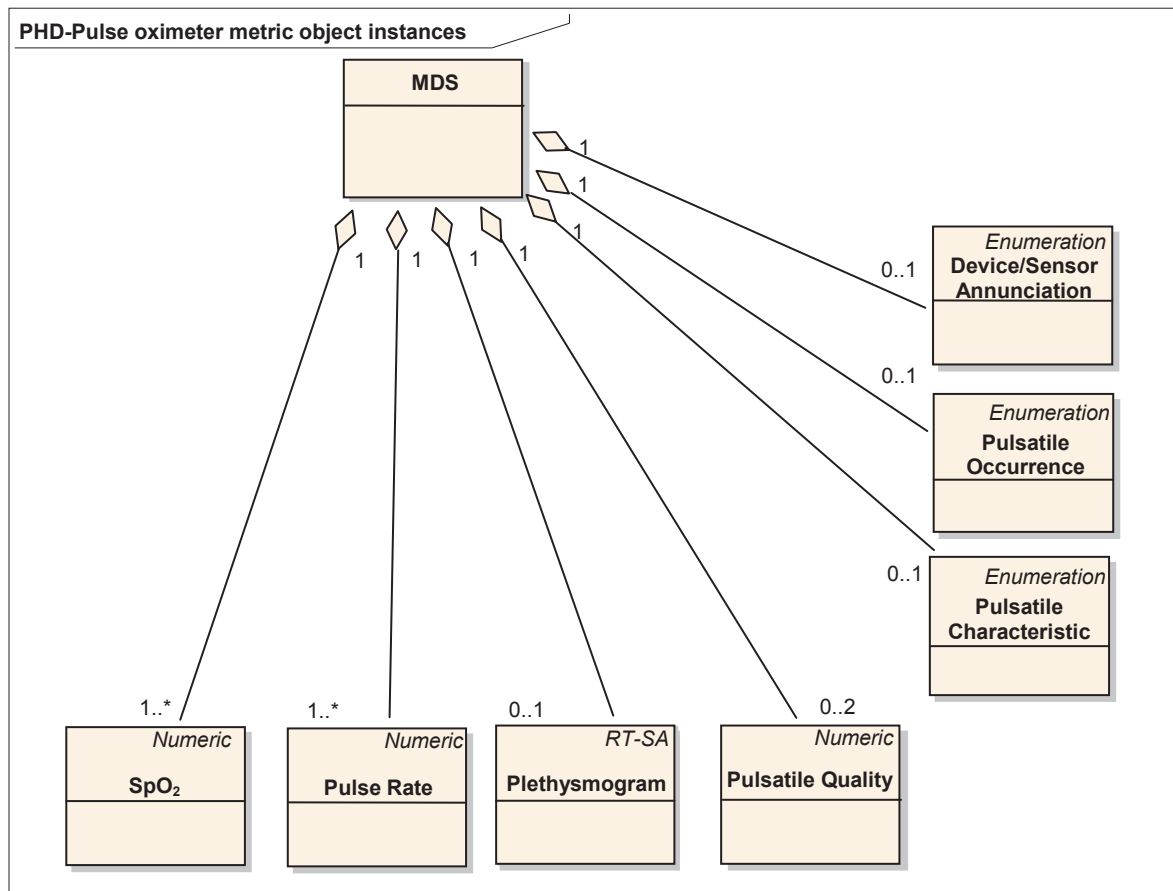 PHD-Pulse oximeter metric object instances
MDS
1
1
1
1
1
1
1
Enumeration
Device/Sensor
Annunciation
0..1
Enumeration
Pulsatile
Occurrence
0..1
Enumeration
Pulsatile
Characteristic
0..1
1..*
Numeric
SpO₂
1..*
Numeric
Pulse Rate
0..1
RT-SA
Plethysmogram
0..2
Numeric
Pulsatile Quality